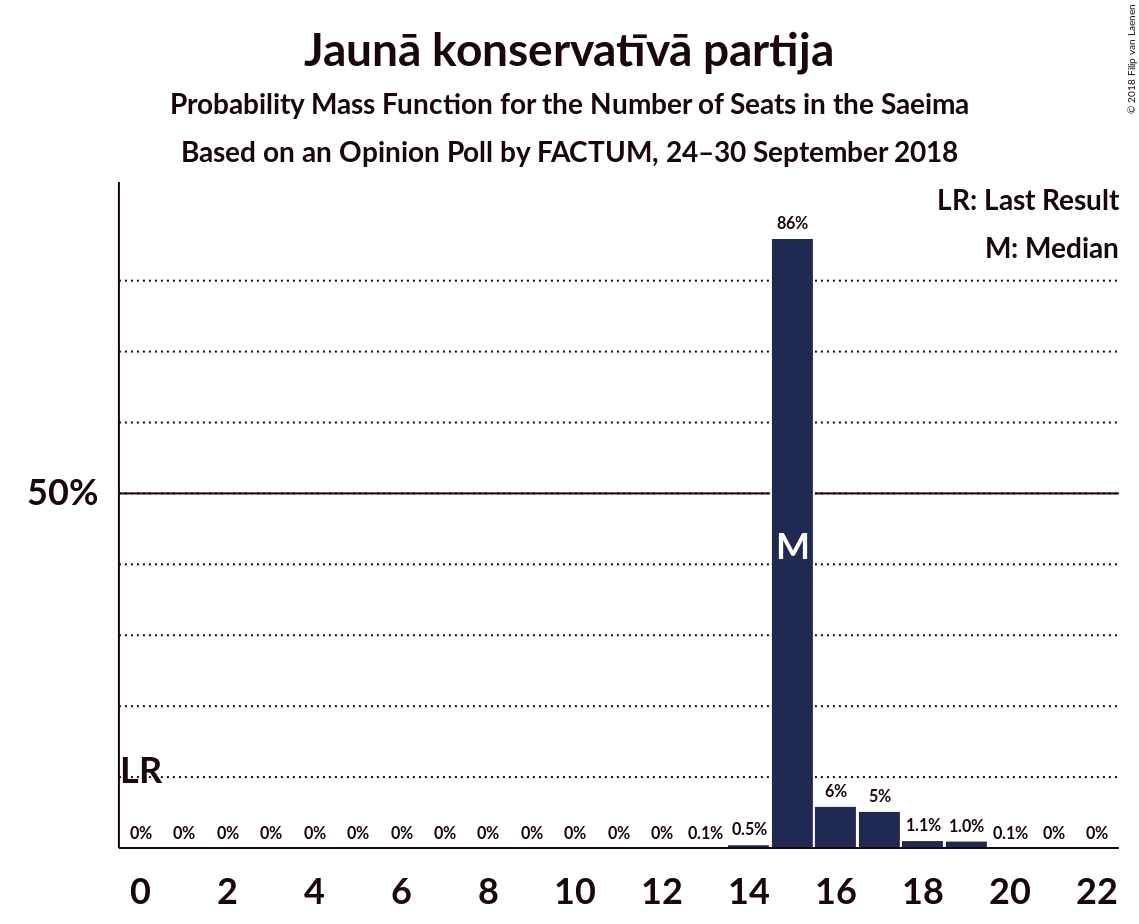 Jaunā konservatīvā partija
Probability Mass Function for the Number of Seats in the Saeima
Based on an Opinion Poll by FACTUM, 24–30 September 2018
© 2018 Filip van Laenen
LR: Last Result
M: Median
86%
50%
M
LR
0% 0% 0% 0% 0% 0% 0% 0% 0% 0% 0% 0% 0% 0.1% 0.5% 6% 5% 1.1% 1.0% 0.1% 0% 0%
0 2 4 6 8 10 12 14 16 18 20 22